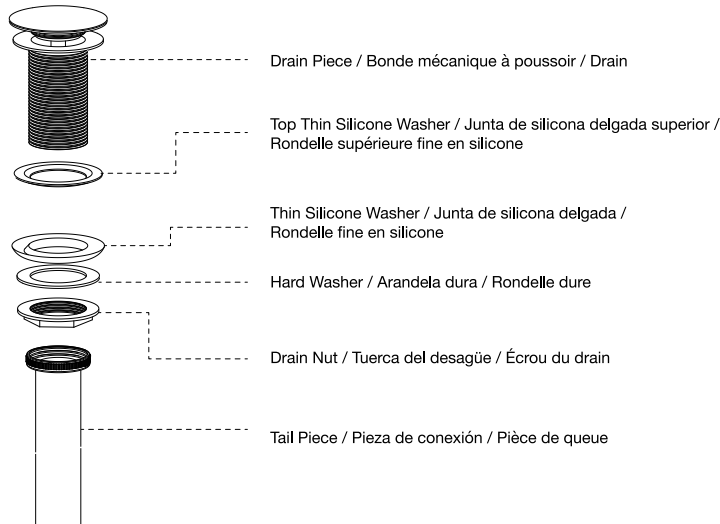 Drain Piece / Bonde mécanique à poussoir / Drain
Top Thin Silicone Washer / Junta de silicona delgada superior /
Rondelle supérieure fine en silicone
Thin Silicone Washer / Junta de silicona delgada /
Rondelle fine en silicone
Hard Washer / Arandela dura / Rondelle dure
Drain Nut / Tuerca del desagüe / Écrou du drain
Tail Piece / Pieza de conexión / Pièce de queue